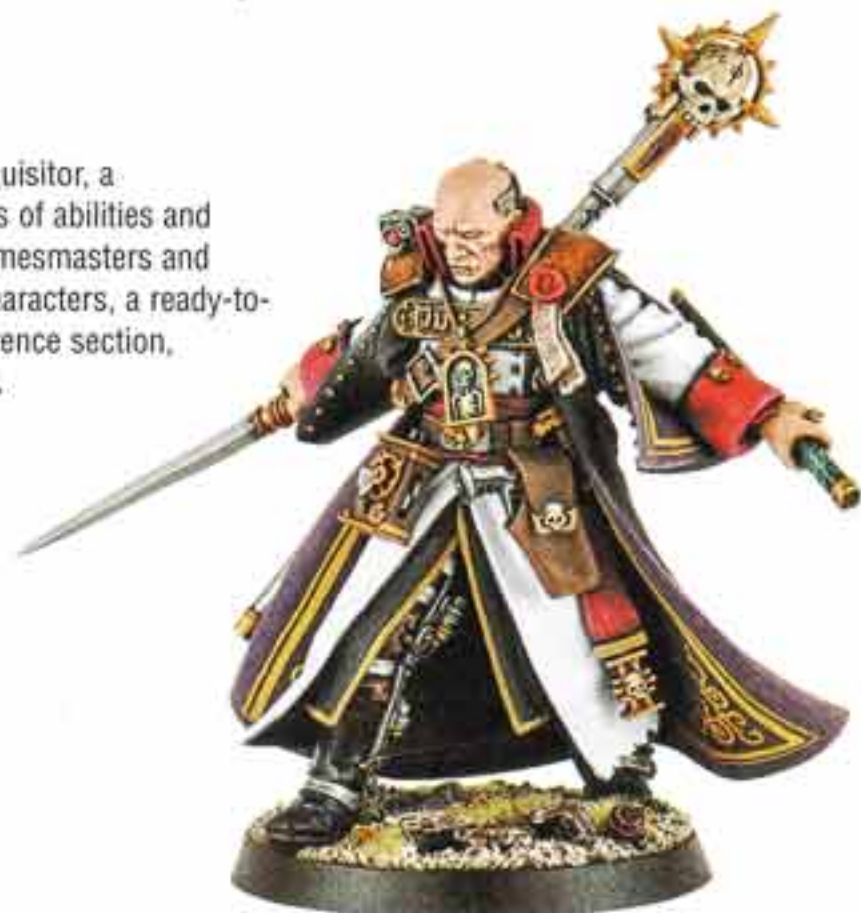 uisitor, a
s of abilities and
mesmasters and
aracters, a ready-to-
ence section,